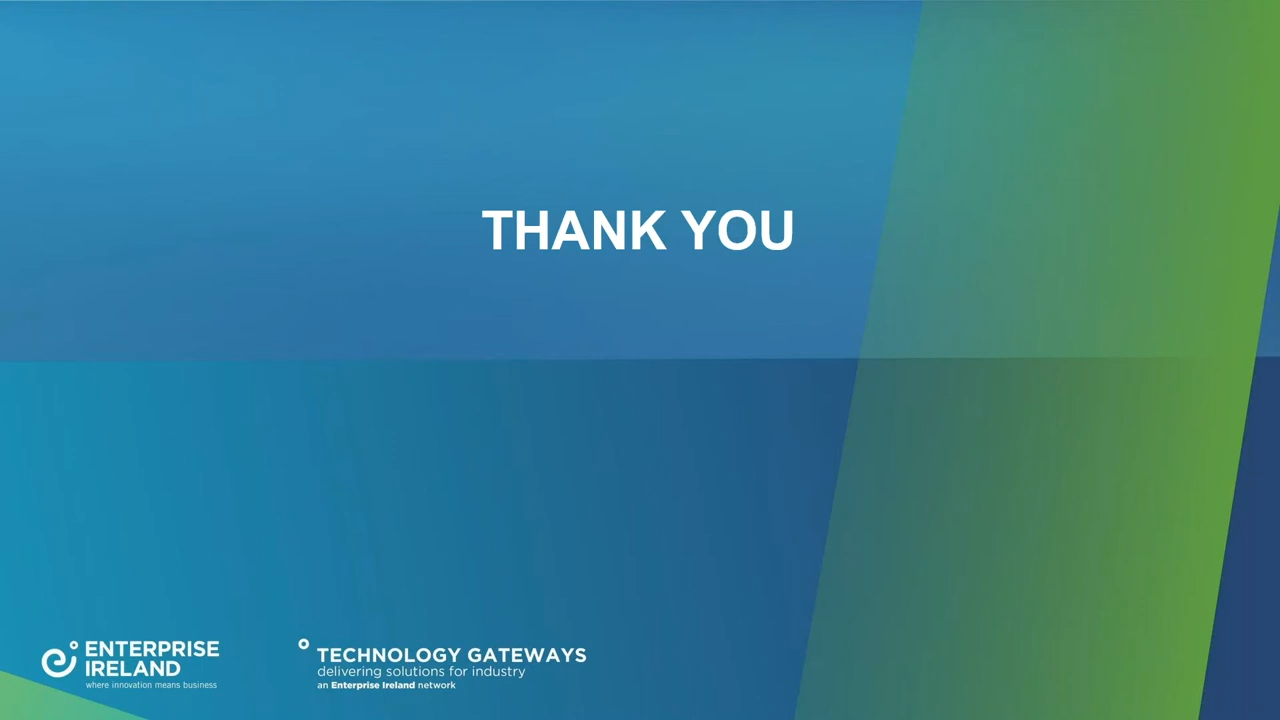 THANK YOU
ENTERPRISE
IRELAND
where innovation means business
TECHNOLOGY GATEWAYS
delivering solutions for industry
an Enterprise Ireland network